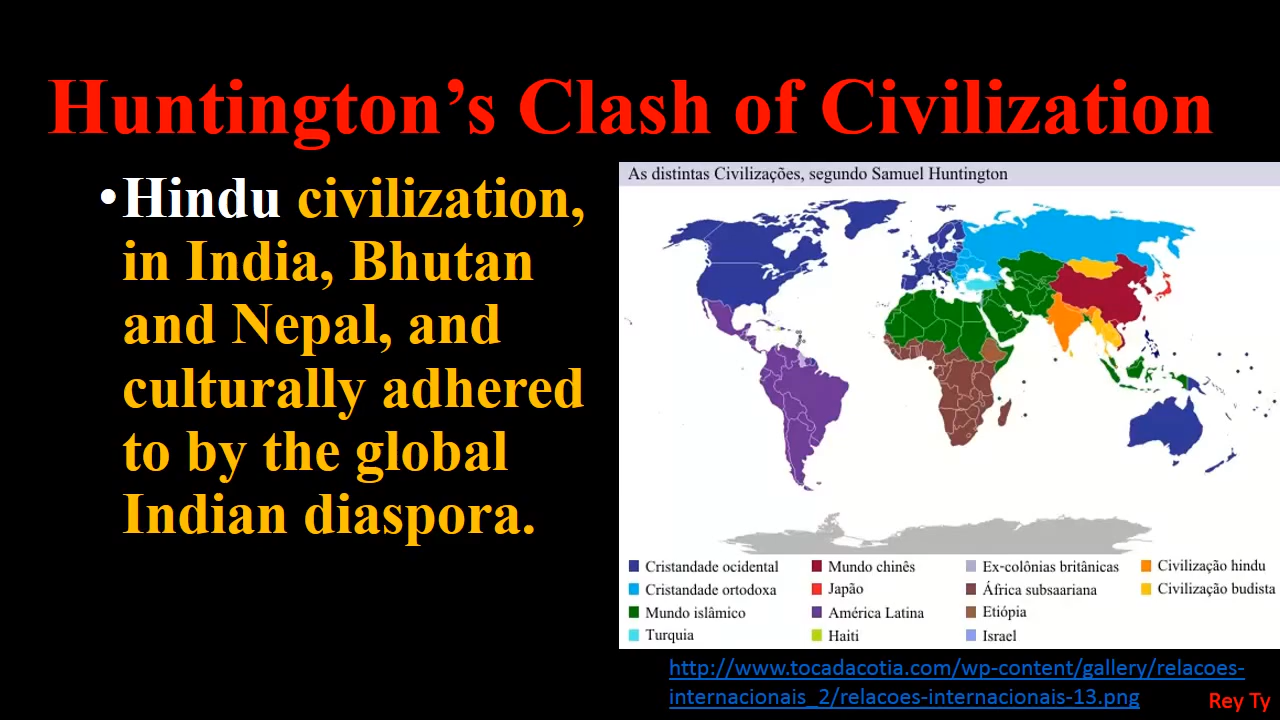 Huntington’s Clash of Civilization
•Hindu civilization,
in India, Bhutan
and Nepal, and
culturally adhered
to by the global
Indian diaspora.
As distintas Civilizações, segundo Samuel Huntington
Cristandade ocidental
Cristandade ortodoxa
Mundo islâmico
Turquia
Mundo chinês
Japão
América Latina
Haiti
Ex-colônias britânicas
África subsaariana
Etiópia
Israel
Civilização hindu
Civilização budista
http://www.tocadacotia.com/wp-content/gallery/relacoes-
internacionais_2/relacoes-internacionais-13.png
Rey Ty